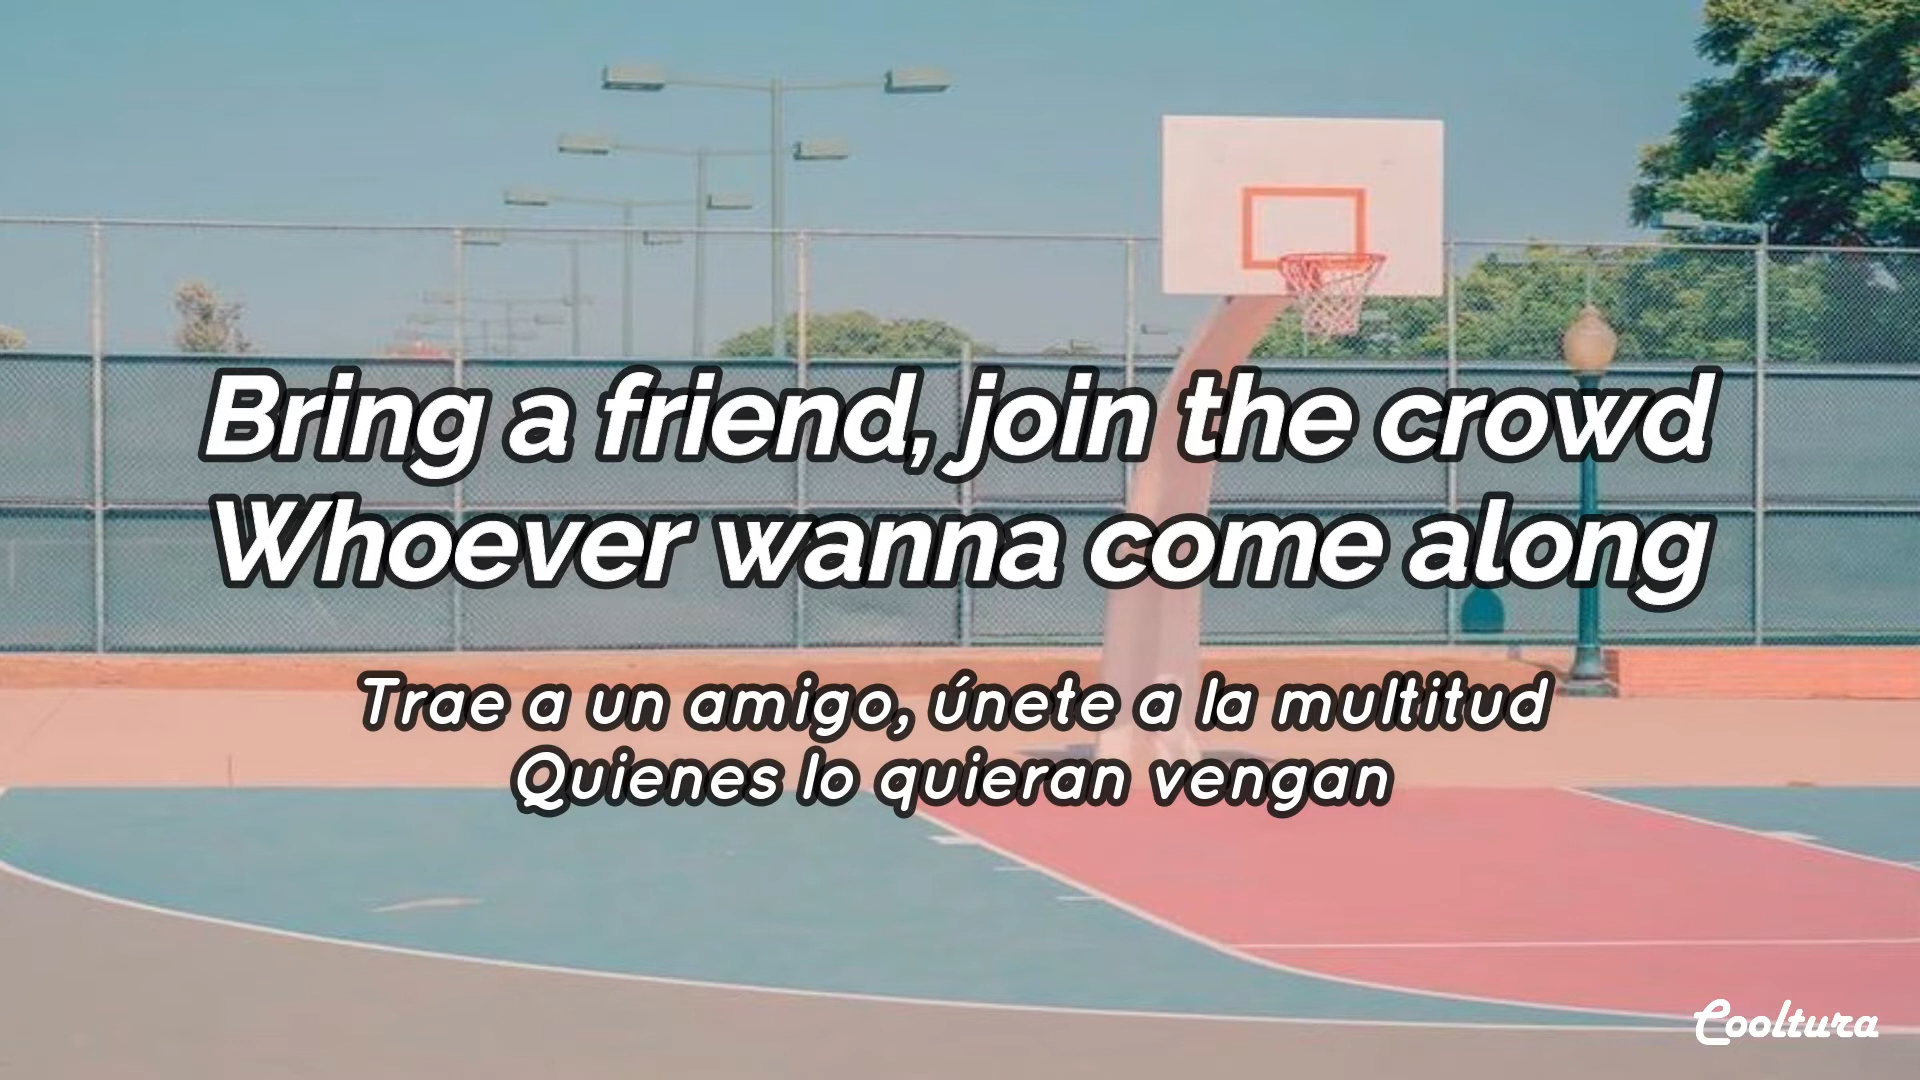 Bring a friend, join the crowd
Whoever wanna come along
Trae a un amigo, únete a la multitud
Quienes lo quieran vengan
Cooltura